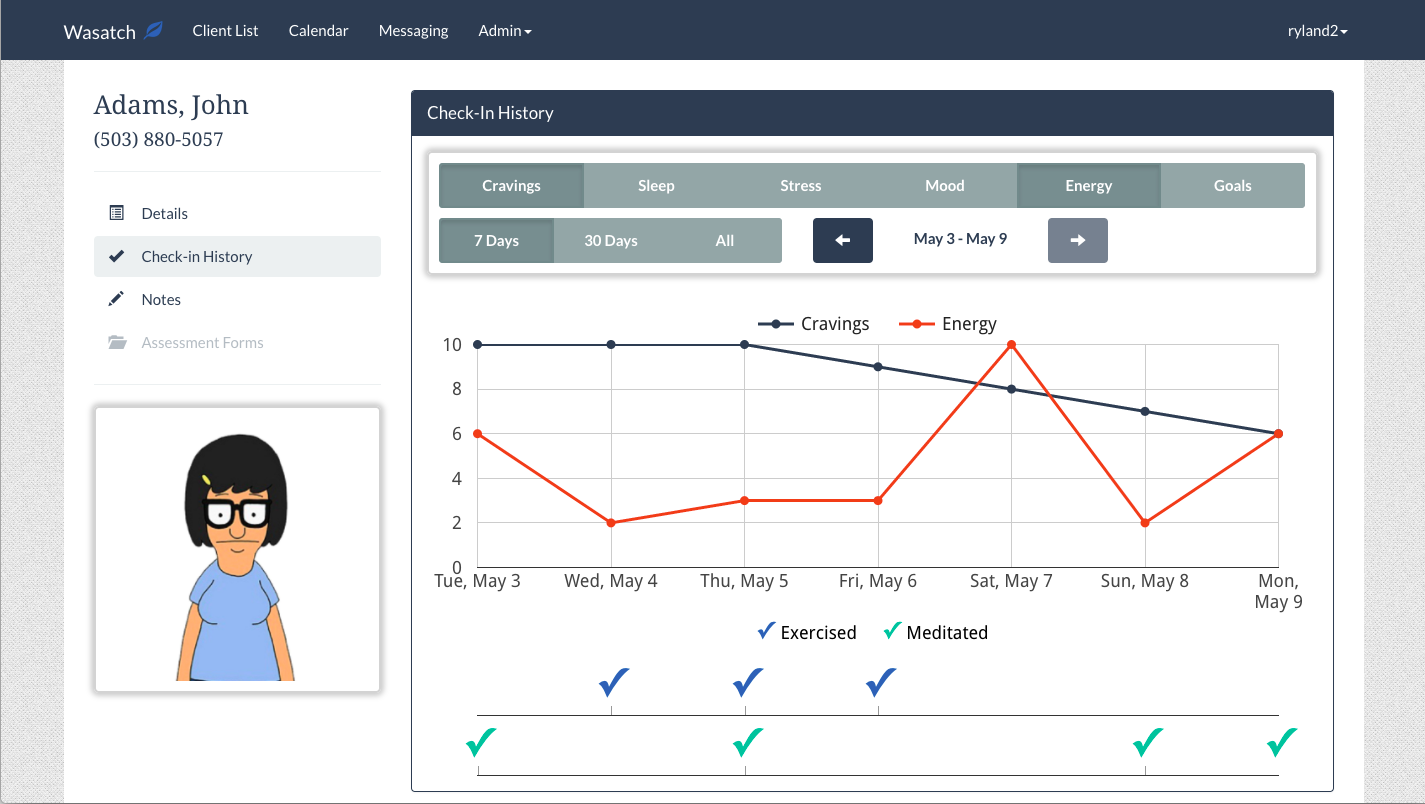 Wasatch Client List Calendar Messaging Admin ryland2
Adams, John
(503) 880-5057
Details
Check-in History
Notes
Assessment Forms
Check-In History
Cravings Sleep Stress Mood Energy Goals
7 Days 30 Days All May 3 - May 9
Cravings Energy
10
8
6
4
2
0
Tue, May 3 Wed, May 4 Thu, May 5 Fri, May 6 Sat, May 7 Sun, May 8 Mon,
May 9
Exercised Meditated